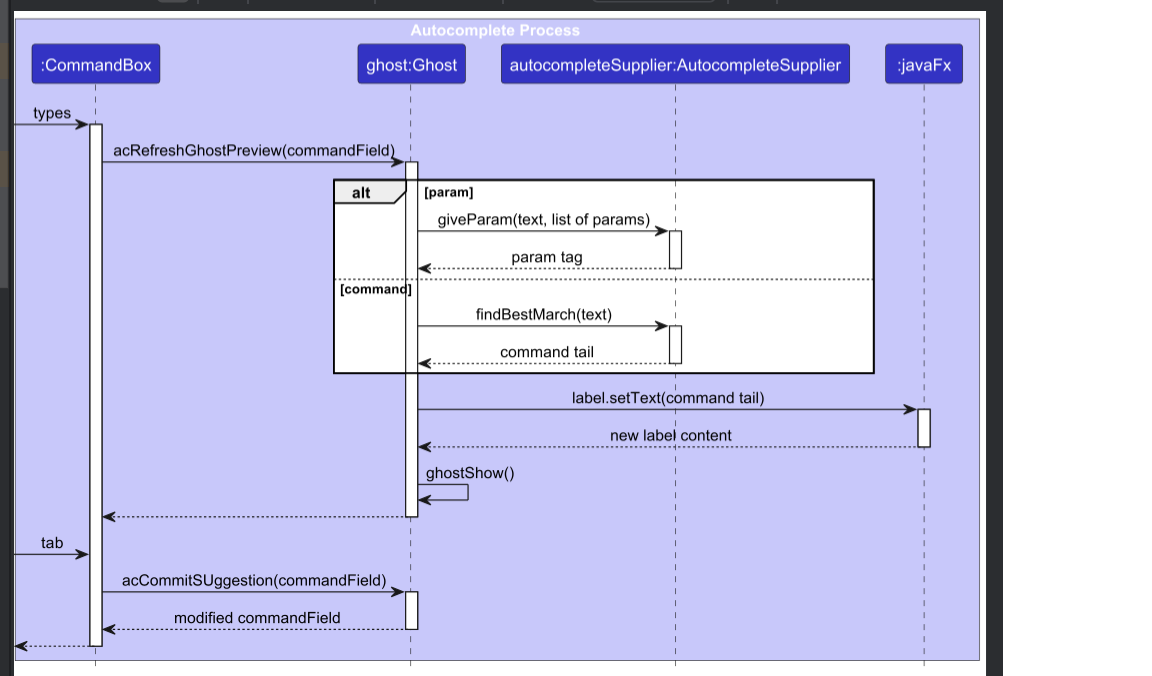 Autocomplete Process
:CommandBox
ghost:Ghost
autocompleteSupplier:AutocompleteSupplier
:javaFx
types
acRefreshGhostPreview(commandField)
alt
[param]
giveParam(text, list of params)
param tag
[command]
findBestMarch(text)
command tail
label.setText(command tail)
new label content
ghostShow()
tab
acCommitSUggestion(commandField)
modified commandField